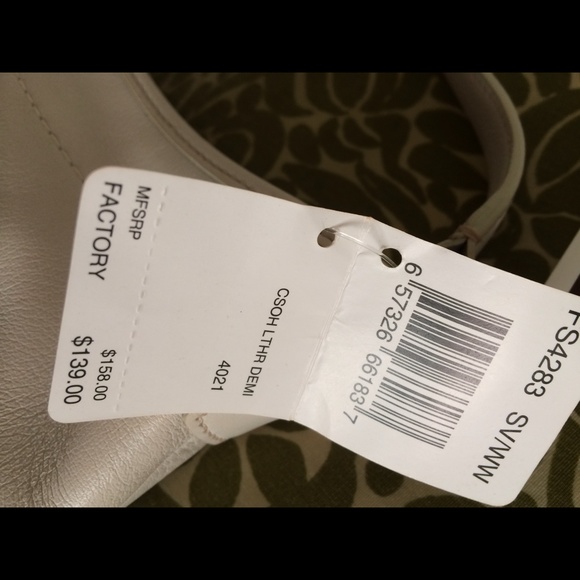 FS4283 SV/WW
6 57326 66183 7
CSOH LTHR DEMI
4021
MFSRP $158.00
FACTORY $139.00